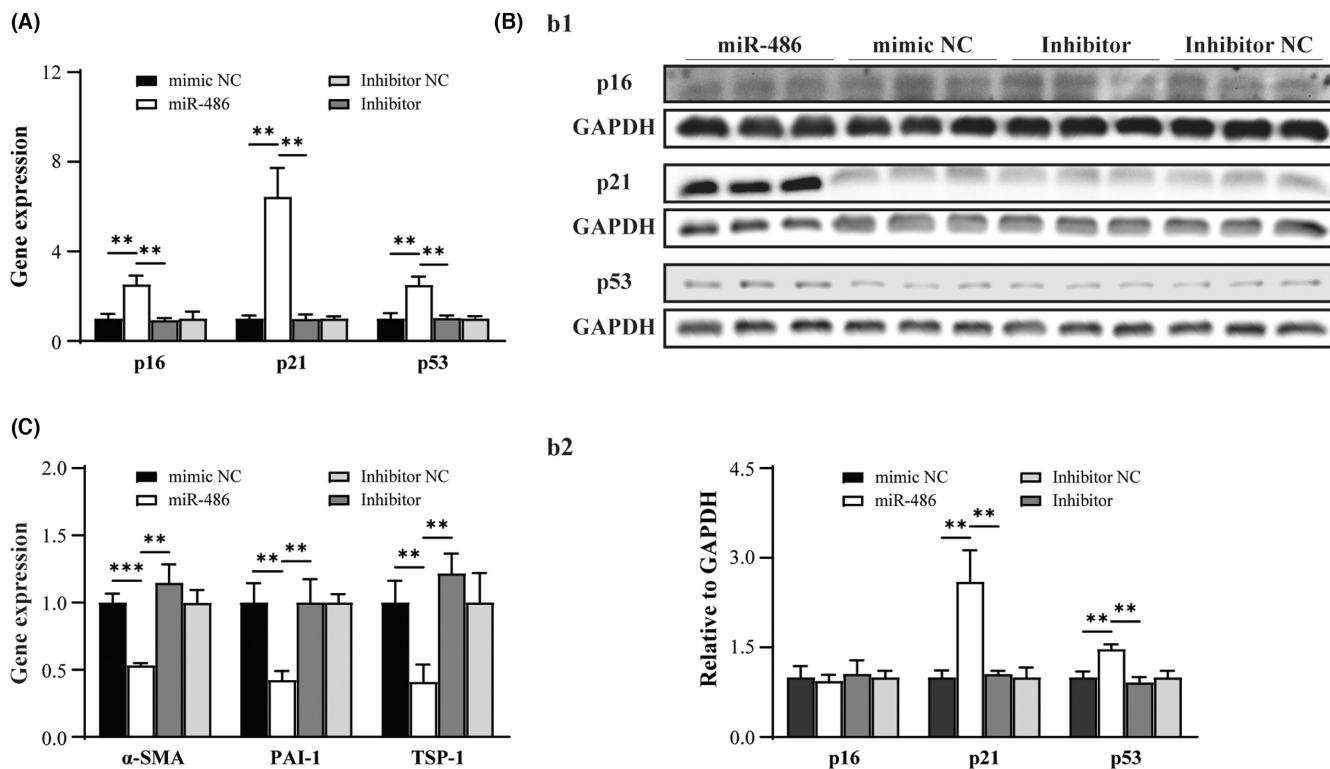 (A)
mimic NC
Inhibitor NC
miR-486
Inhibitor
Gene expression
12
8
4
0
** **
** **
** **
p16 p21 p53
(B) b1
miR-486 mimic NC Inhibitor Inhibitor NC
p16
GAPDH
p21
GAPDH
p53
GAPDH
(C)
mimic NC
Inhibitor NC
miR-486
Inhibitor
Gene expression
2.0
1.5
1.0
0.5
0.0
*** **
** **
** **
α-SMA PAI-1 TSP-1
b2
mimic NC
Inhibitor NC
miR-486
Inhibitor
Relative to GAPDH
4.5
3.0
1.5
0.0
** **
** **
p16 p21 p53